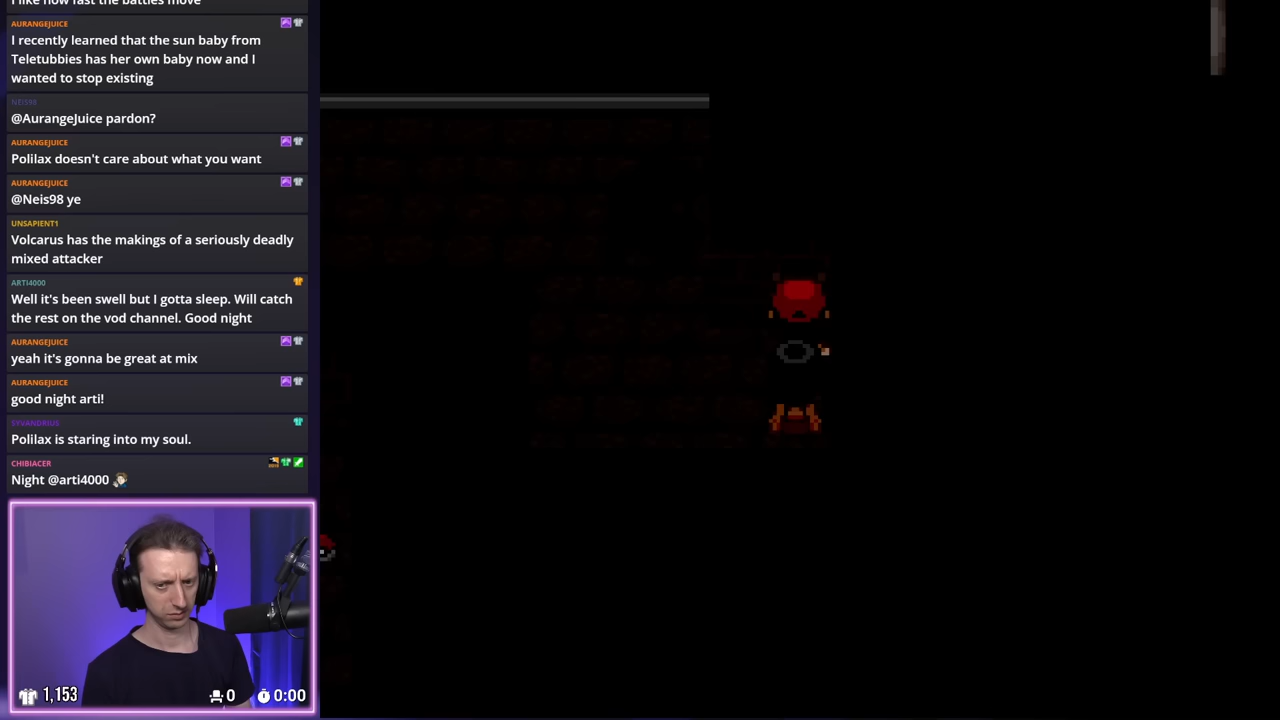 I like how fast the battles move
AURANGEJUICE
I recently learned that the sun baby from
Teletubbies has her own baby now and I
wanted to stop existing
NEIS98
@AurangeJuice pardon?
AURANGEJUICE
Polilax doesn't care about what you want
AURANGEJUICE
@Neis98 ye
UNSAPIENT1
Volcarus has the makings of a seriously deadly
mixed attacker
ARTI4000
Well it's been swell but I gotta sleep. Will catch
the rest on the vod channel. Good night
AURANGEJUICE
yeah it's gonna be great at mix
AURANGEJUICE
good night arti!
SYVANDRIUS
Polilax is staring into my soul.
CHIBIACER
Night @arti4000
1,153
0
0:00